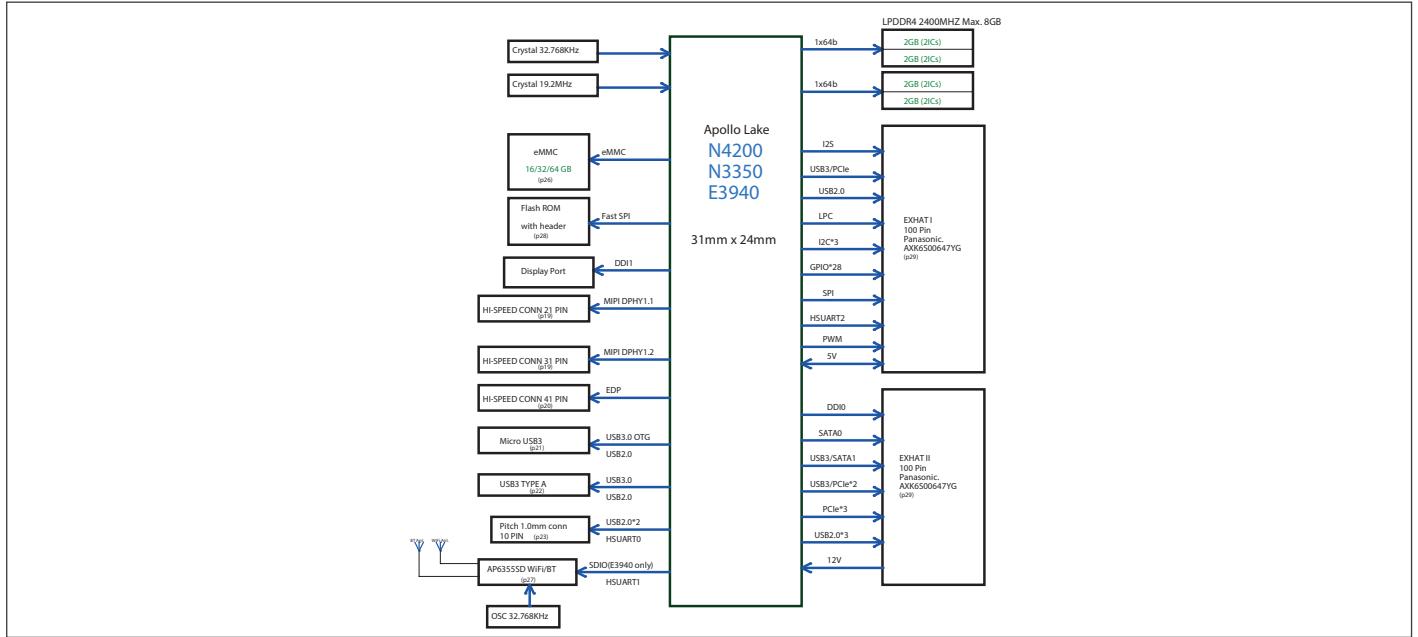 LPDDR4 2400MHZ Max. 8GB
Crystal 32.768KHz
Crystal 19.2MHz
eMMC
16/32/64 GB
(p26)
eMMC
Flash ROM
with header
(p28)
Fast SPI
Display Port
DDI1
HI-SPEED CONN 21 PIN
(p19)
MIPI DPHY1.1
HI-SPEED CONN 31 PIN
(p19)
MIPI DPHY1.2
HI-SPEED CONN 41 PIN
(p20)
EDP
Micro USB3
(p21)
USB3.0 OTG
USB2.0
USB3 TYPE A
(p22)
USB3.0
USB2.0
Pitch 1.0mm conn
10 PIN (p23)
USB2.0*2
HSUART0
AP6355SD WiFi/BT
(p27)
SDIO(E3940 only)
HSUART1
OSC 32.768KHz
Apollo Lake
N4200
N3350
E3940
31mm x 24mm
1x64b
2GB (2ICs)
2GB (2ICs)
1x64b
2GB (2ICs)
2GB (2ICs)
I2S
USB3/PCIe
USB2.0
LPC
I2C*3
GPIO*28
SPI
HSUART2
PWM
5V
EXHAT I
100 Pin
Panasonic.
AXK6S00647YG
(p29)
DDI0
SATA0
USB3/SATA1
USB3/PCIe*2
PCIe*3
USB2.0*3
12V
EXHAT II
100 Pin
Panasonic.
AXK6S00647YG
(p29)